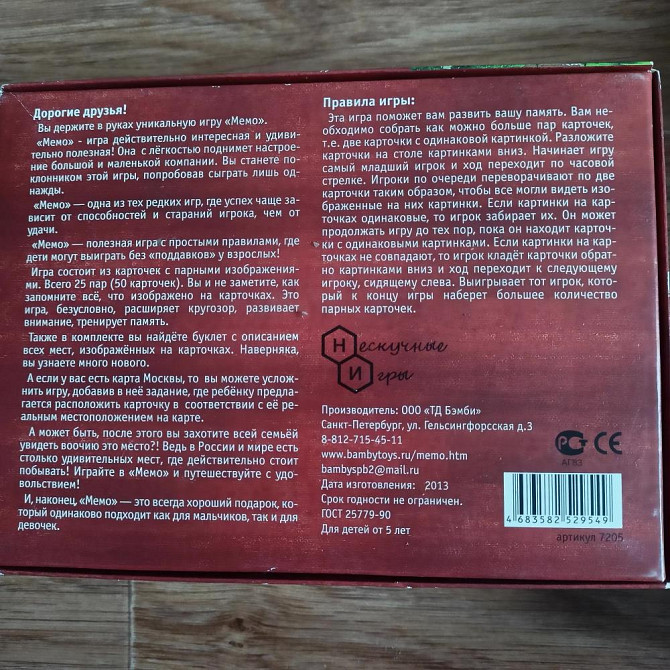 Дорогие друзья!
Вы держите в руках уникальную игру «Мемо».
«Мемо» - игра действительно интересная и удиви-
тельно полезная! Она с лёгкостью поднимет настрое-
ние большой и маленькой компании. Вы станете по-
клонником этой игры, попробовав сыграть лишь од-
нажды.
«Мемо» — одна из тех редких игр, где успех чаще за-
висит от способностей и стараний игрока, чем от
удачи.
«Мемо» — полезная игра с простыми правилами, где
дети могут выиграть без «поддавков» у взрослых!
Игра состоит из карточек с парными изображения-
ми. Всего 25 пар (50 карточек). Вы и не заметите, как
запомните всё, что изображено на карточках. Это
игра, безусловно, расширяет кругозор, развивает
внимание, тренирует память.
Также в комплекте вы найдёте буклет с описанием
всех мест, изображённых на карточках. Наверняка,
вы узнаете много нового.
А если у вас есть карта Москвы, то вы можете услож-
нить игру, добавив в неё задание, где ребёнку предла-
гается расположить карточку в соответствии с её ре-
альным местоположением на карте.
А может быть, после этого вы захотите всей семьёй
увидеть воочию это место?! Ведь в России и мире есть
столько удивительных мест, где действительно стоит
побывать! Играйте в «Мемо» и путешествуйте с удо-
вольствием!
И, наконец, «Мемо» — это всегда хороший подарок, ко-
торый одинаково подходит как для мальчиков, так и для
девочек.
Правила игры:
Эта игра поможет вам развить вашу память. Вам не-
обходимо собрать как можно больше пар карточек,
т.е. две карточки с одинаковой картинкой. Разложите
карточки на столе картинками вниз. Начинает игру
самый младший игрок и ход переходит по часовой
стрелке. Игроки по очереди переворачивают по две
карточки таким образом, чтобы все могли видеть изо-
браженные на них картинки. Если картинки на кар-
точках одинаковые, то игрок забирает их. Он может
продолжать игру до тех пор, пока он находит карточ-
ки с одинаковыми картинками. Если картинки на кар-
точках не совпадают, то игрок кладёт карточки обрат-
но картинками вниз и ход переходит к следующему
игроку, сидящему слева. Выигрывает тот игрок, кото-
рый к концу игры наберет большее количество
парных карточек.
Нескучные
Игры
Производитель: ООО «ТД Бэмби»
Санкт-Петербург, ул. Гельсингфорсская д.3
8-812-715-45-11
www.bambytoys.ru/memo.htm
bambyspb2@mail.ru
Дата изготовления: 2013
Срок годности не ограничен.
ГОСТ 25779-90
Для детей от 5 лет
РСТ CE
АГ93
4 683582 529549
артикул 7205